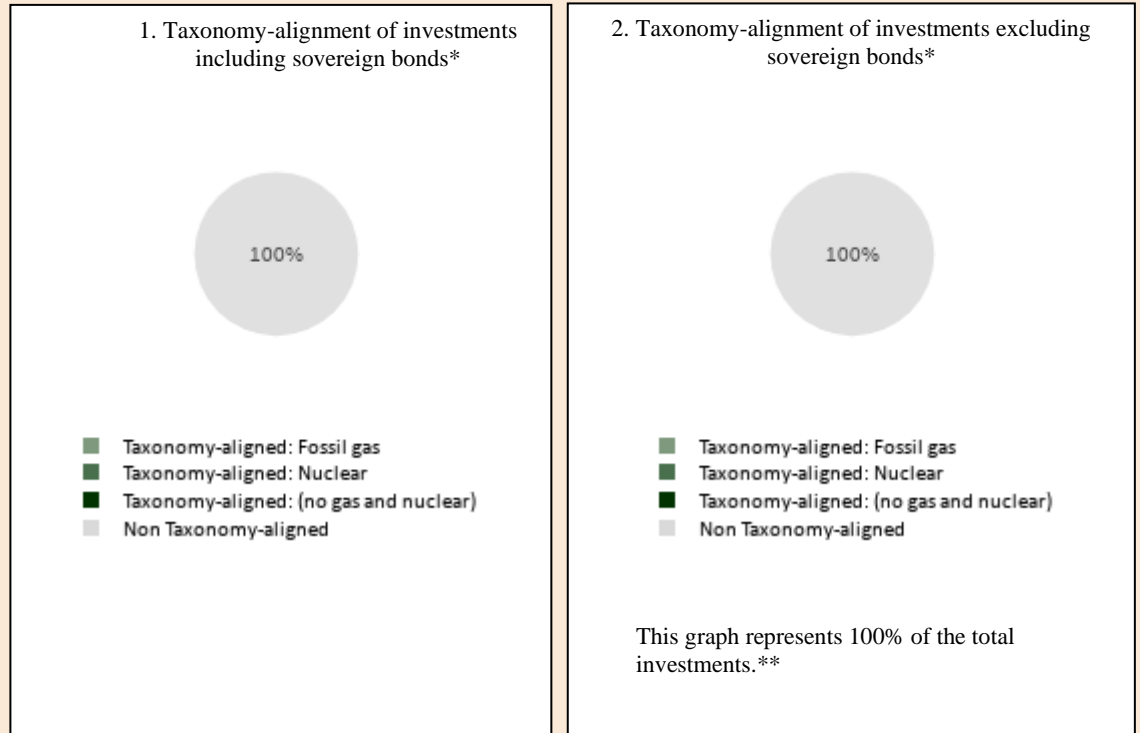 1. Taxonomy-alignment of investments
including sovereign bonds*
100%
Taxonomy-aligned: Fossil gas
Taxonomy-aligned: Nuclear
Taxonomy-aligned: (no gas and nuclear)
Non Taxonomy-aligned
2. Taxonomy-alignment of investments excluding
sovereign bonds*
100%
Taxonomy-aligned: Fossil gas
Taxonomy-aligned: Nuclear
Taxonomy-aligned: (no gas and nuclear)
Non Taxonomy-aligned
This graph represents 100% of the total
investments.**